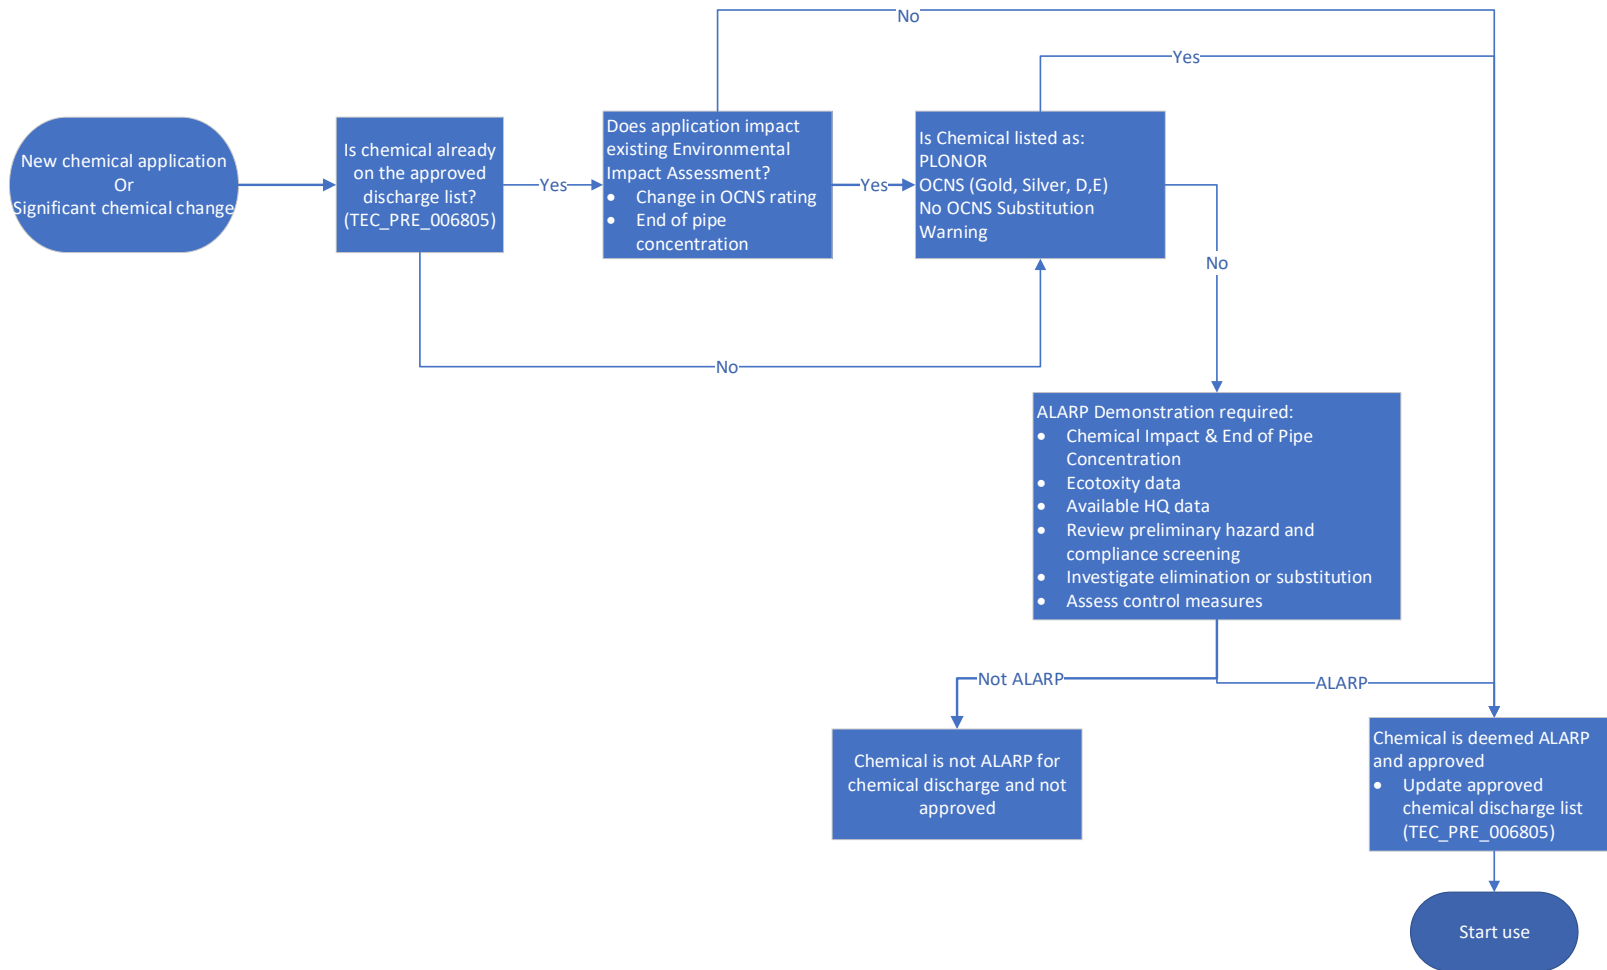 No
Yes
New chemical application
Or
Significant chemical change
Is chemical already
on the approved
discharge list?
(TEC_PRE_006805)
Yes
Does application impact
existing Environmental
Impact Assessment?
• Change in OCNS rating
• End of pipe
concentration
Yes
Is Chemical listed as:
PLONOR
OCNS (Gold, Silver, D,E)
No OCNS Substitution
Warning
No
No
ALARP Demonstration required:
• Chemical Impact & End of Pipe
Concentration
• Ecotoxity data
• Available HQ data
• Review preliminary hazard and
compliance screening
• Investigate elimination or substitution
• Assess control measures
Not ALARP
ALARP
Chemical is not ALARP for
chemical discharge and not
approved
Chemical is deemed ALARP
and approved
• Update approved
chemical discharge list
(TEC_PRE_006805)
Start use